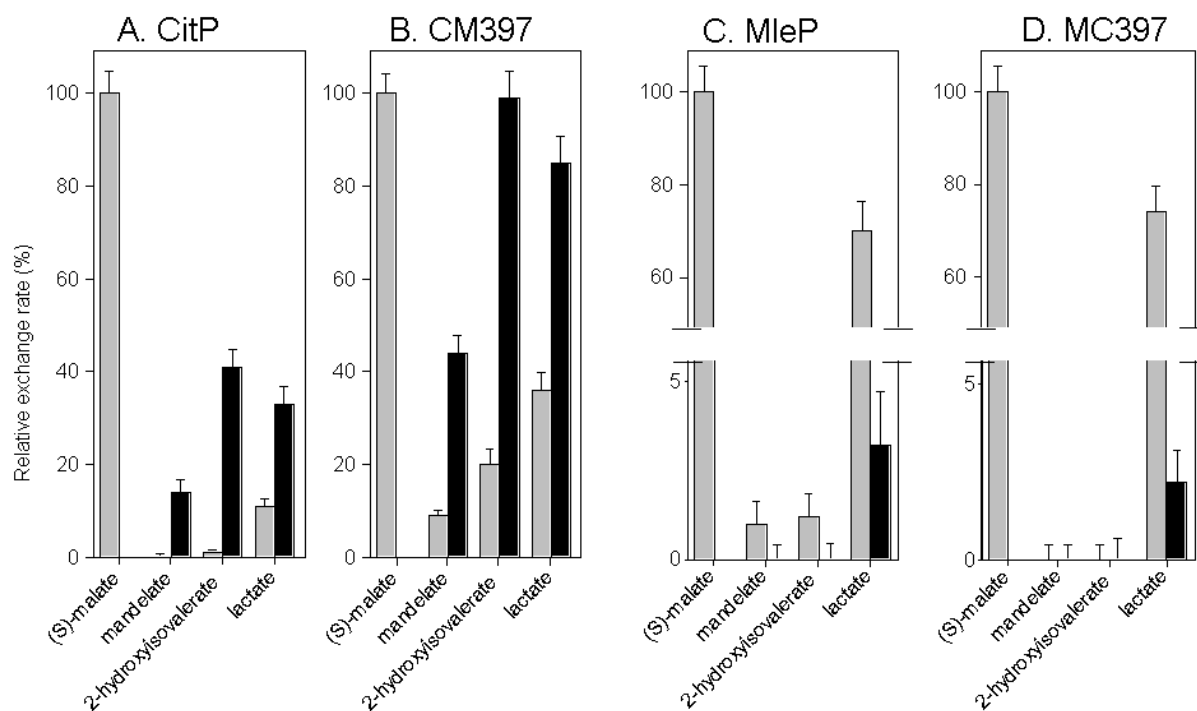 A. CitP
B. CM397
C. MleP
D. MC397
Relative exchange rate (%)
100
80
60
40
20
0
100
80
60
40
20
0
100
80
60
5
0
100
80
60
5
0
(S)-malate
mandelate
2-hydroxyisovalerate
lactate
(S)-malate
mandelate
2-hydroxyisovalerate
lactate
(S)-malate
mandelate
2-hydroxyisovalerate
lactate
(S)-malate
mandelate
2-hydroxyisovalerate
lactate